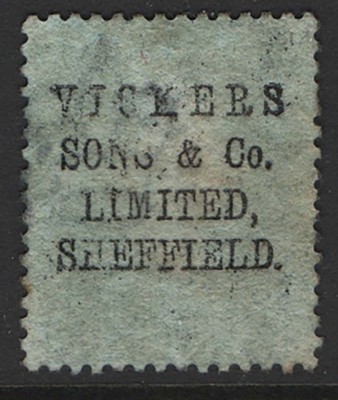 VICKERS
SONS & Co.
LIMITED,
SHEFFIELD.